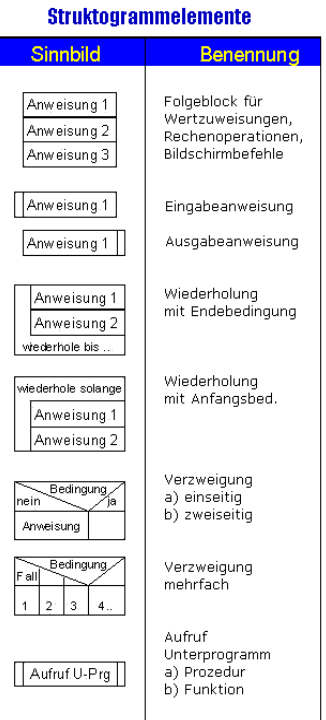 Struktogrammelemente
Sinnbild Benennung
Anweisung 1
Anweisung 2
Anweisung 3
Folgeblock für
Wertzuweisungen,
Rechenoperationen,
Bildschirmbefehle
Anweisung 1
Eingabeanweisung
Anweisung 1
Ausgabeanweisung
Anweisung 1
Anweisung 2
wiederhole bis ...
Wiederholung
mit Endebedingung
wiederhole solange
Anweisung 1
Anweisung 2
Wiederholung
mit Anfangsbed.
Bedingung
nein ja
Anweisung
Verzweigung
a) einseitig
b) zweiseitig
Bedingung
Fall
1 2 3 4..
Verzweigung
mehrfach
Aufruf U-Prg
Aufruf
Unterprogramm
a) Prozedur
b) Funktion